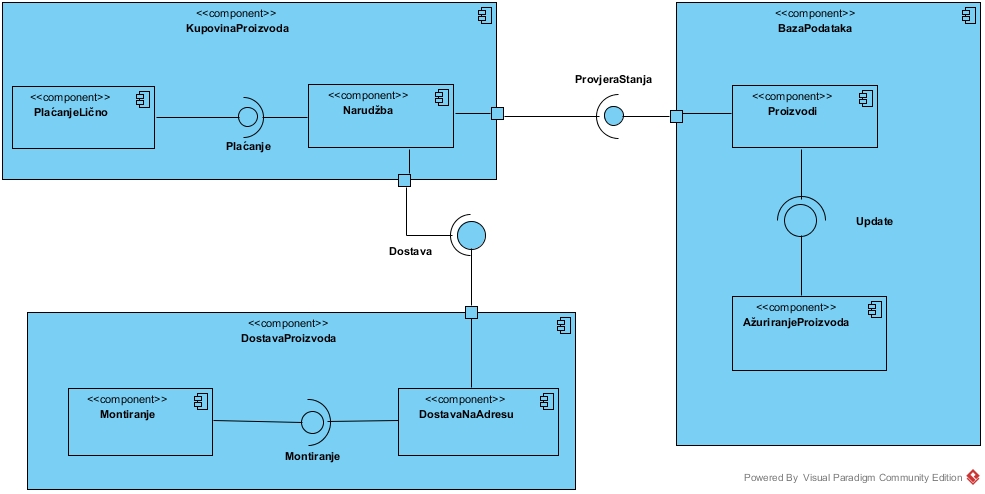 <<component>>
KupovinaProizvoda
<<component>>
PlaćanjeLično
Plaćanje
<<component>>
Narudžba
ProvjeraStanja
<<component>>
BazaPodataka
<<component>>
Proizvodi
Update
<<component>>
AžuriranjeProizvoda
Dostava
<<component>>
DostavaProizvoda
<<component>>
Montiranje
Montiranje
<<component>>
DostavaNaAdresu
Powered By Visual Paradigm Community Edition